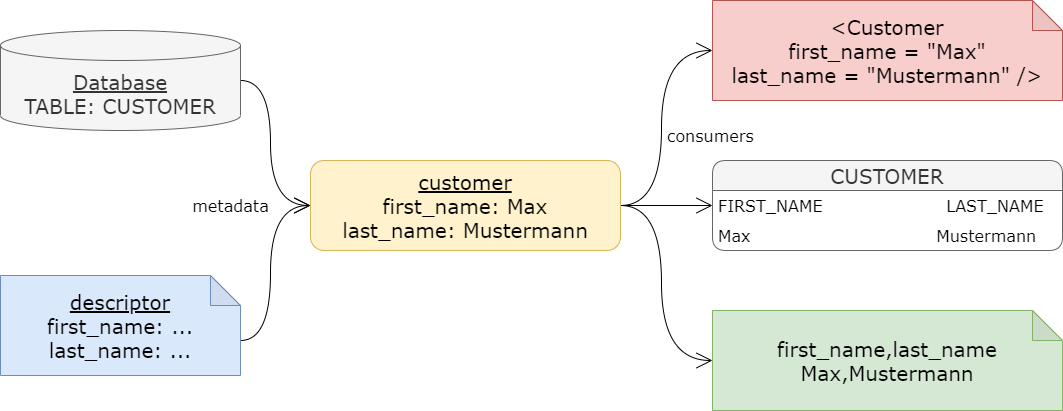 Database
TABLE: CUSTOMER
metadata
descriptor
first_name: ...
last_name: ...
customer
first_name: Max
last_name: Mustermann
consumers
<Customer
first_name = "Max"
last_name = "Mustermann" />
CUSTOMER
FIRST_NAME LAST_NAME
Max Mustermann
first_name,last_name
Max,Mustermann